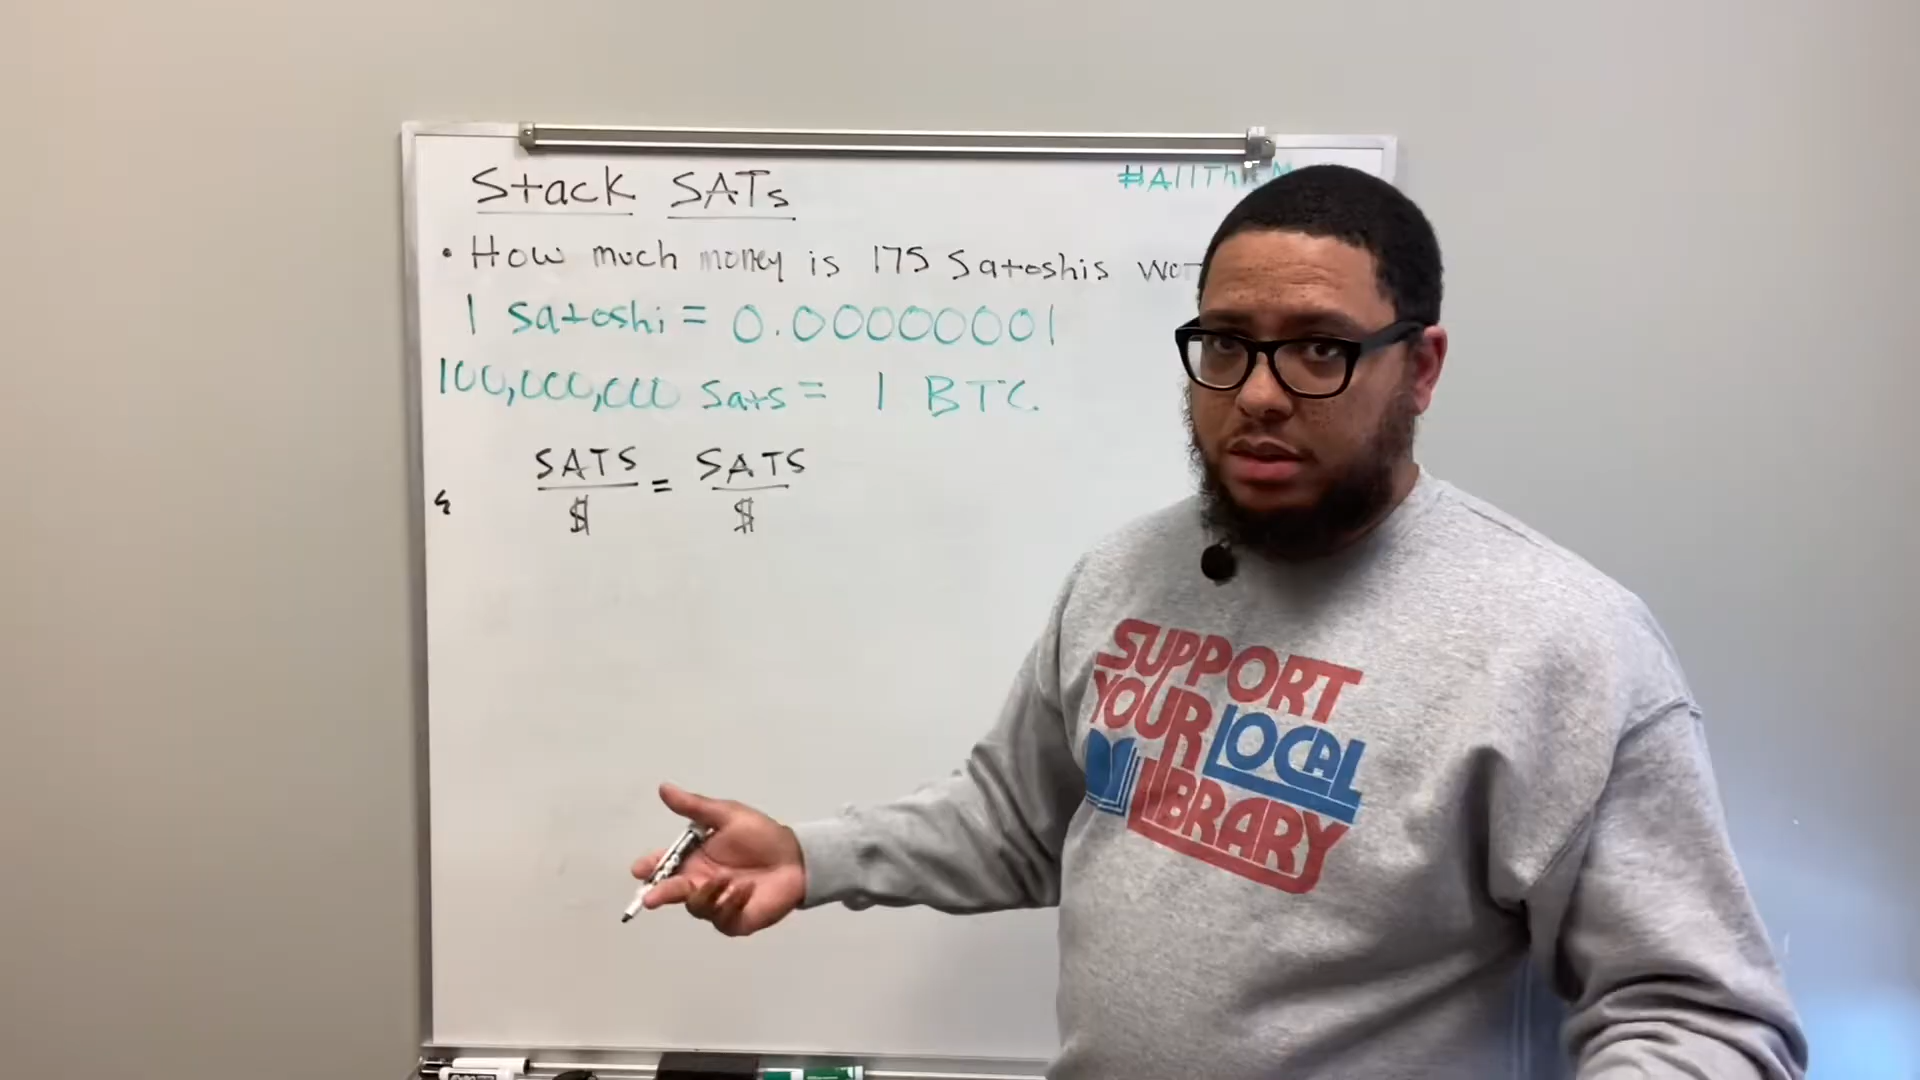 Stack SATs
#AllTh
• How much money is 175 Satoshis wo
1 Satoshi = 0.00000001
100,000,000 Sats = 1 BTC.
SATS = SATS
$ $
SUPPORT
YOUR LOCAL
LIBRARY